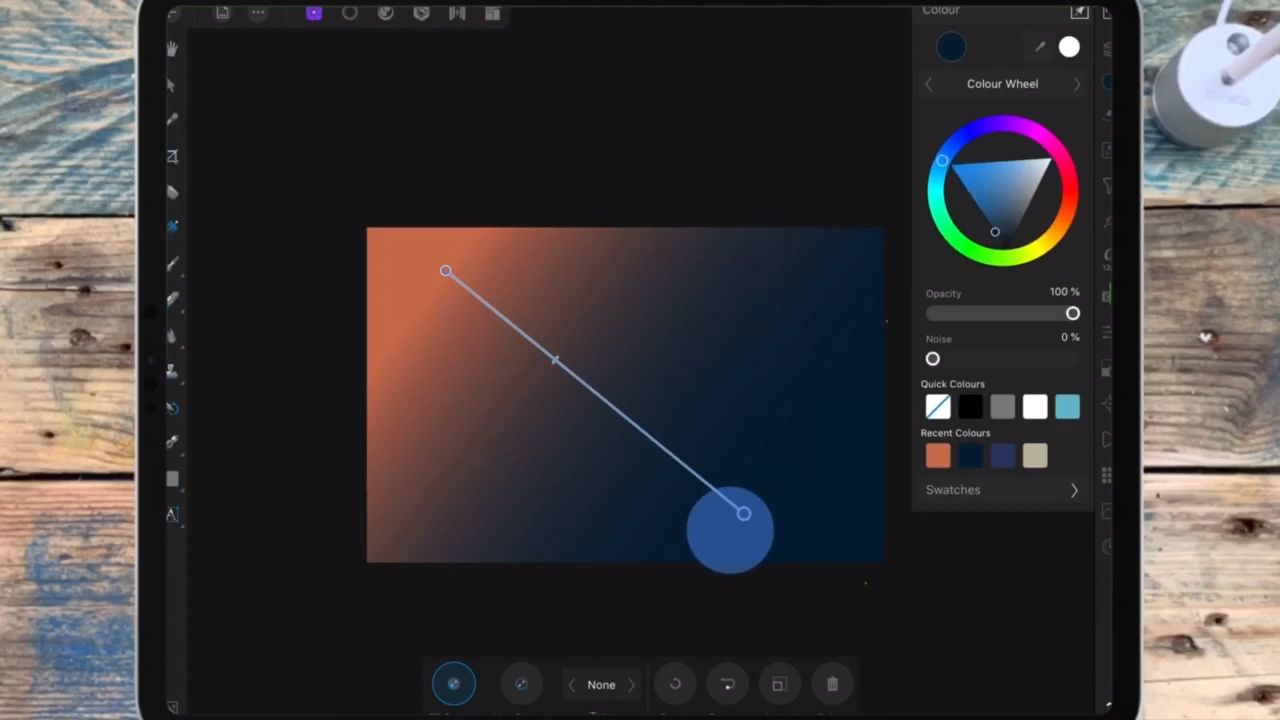 Colour
Colour Wheel
Opacity 100 %
Noise 0 %
Quick Colours
Recent Colours
Swatches
None